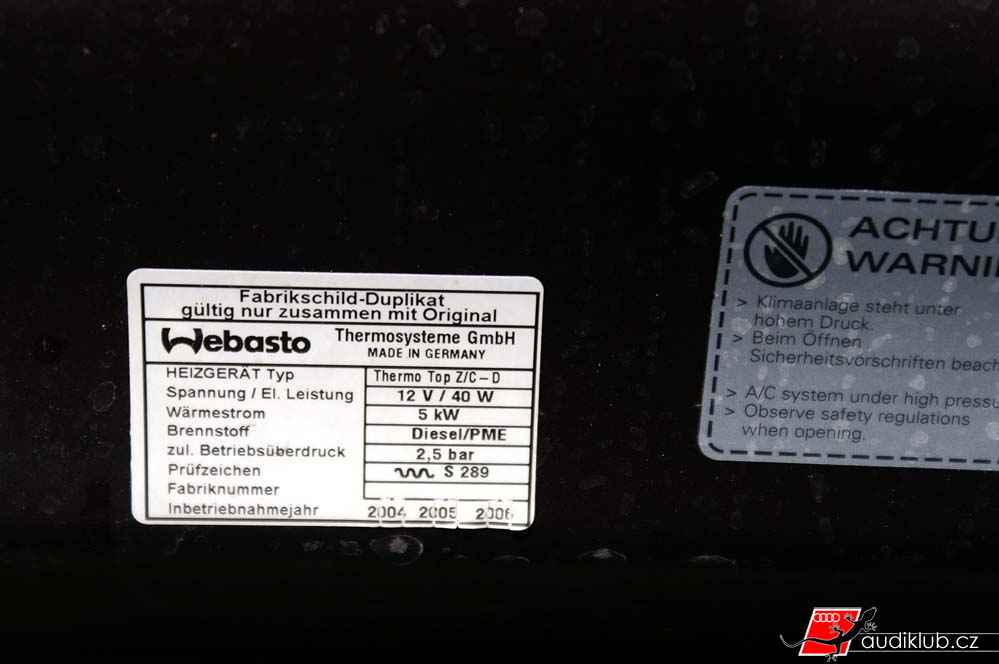 Fabrikschild-Duplikat
gültig nur zusammen mit Original
Webasto
Thermosysteme GmbH
MADE IN GERMANY
HEIZGERÄT Typ Thermo Top Z/C-D
Spannung / El. Leistung 12 V / 40 W
Wärmestrom 5 kW
Brennstoff Diesel/PME
zul. Betriebsüberdruck 2,5 bar
Prüfzeichen S 289
Fabriknummer
Inbetriebnahmejahr 2004 2005 2006
ACHTU
WARNI
> Klimaanlage steht unter
hohem Druck.
> Beim Öffnen
Sicherheitsvorschriften beach
> A/C system under high pressu
> Observe safety regulations
when opening.
audiklub.cz